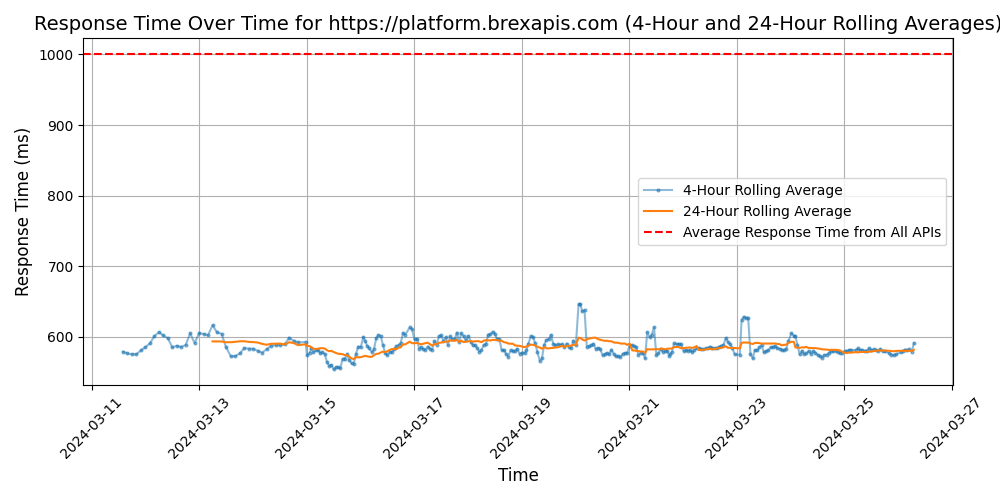 Response Time Over Time for https://platform.brexapis.com (4-Hour and 24-Hour Rolling Averages)
Response Time (ms)
1000
900
800
700
600
4-Hour Rolling Average
24-Hour Rolling Average
Average Response Time from All APIs
2024-03-11
2024-03-13
2024-03-15
2024-03-17
2024-03-19
2024-03-21
2024-03-23
2024-03-25
2024-03-27
Time